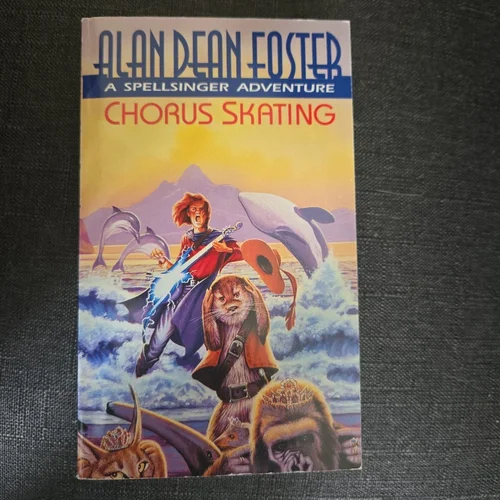 ALAN DEAN FOSTER
A SPELLSINGER ADVENTURE
CHORUS SKATING